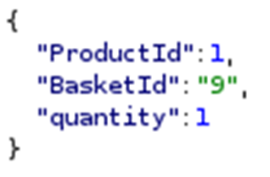 {
"ProductId":1,
"BasketId":"9",
"quantity":1
}